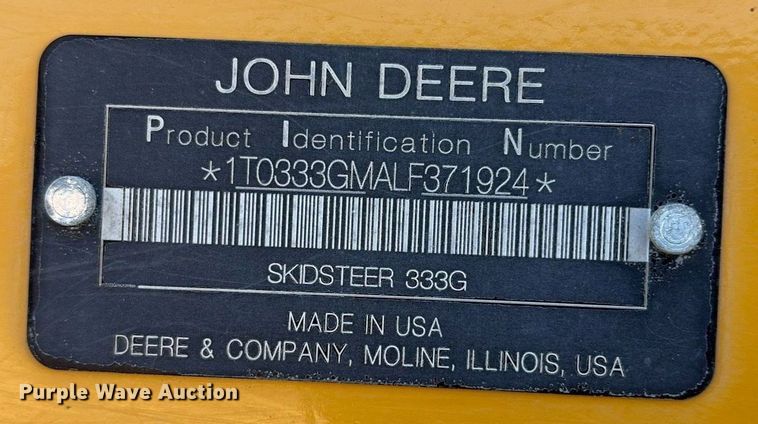 JOHN DEERE
Product Identification Number
*1T0333GMALF371924*
SKIDSTEER 333G
MADE IN USA
DEERE & COMPANY, MOLINE, ILLINOIS, USA
Purple Wave Auction